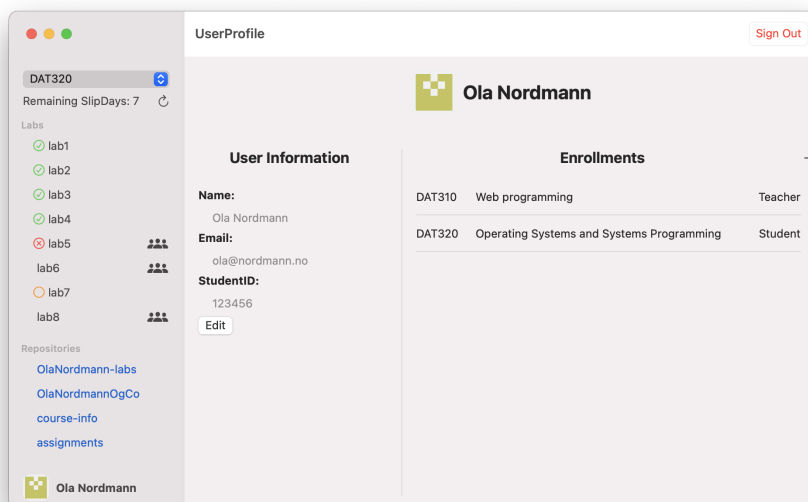 UserProfile
Sign Out
DAT320
Remaining SlipDays: 7
Labs
lab1
lab2
lab3
lab4
lab5
lab6
lab7
lab8
Repositories
OlaNordmann-labs
OlaNordmannOgCo
course-info
assignments
Ola Nordmann
Ola Nordmann
User Information
Name:
Ola Nordmann
Email:
ola@nordmann.no
StudentID:
123456
Edit
Enrollments
DAT310 Web programming Teacher
DAT320 Operating Systems and Systems Programming Student